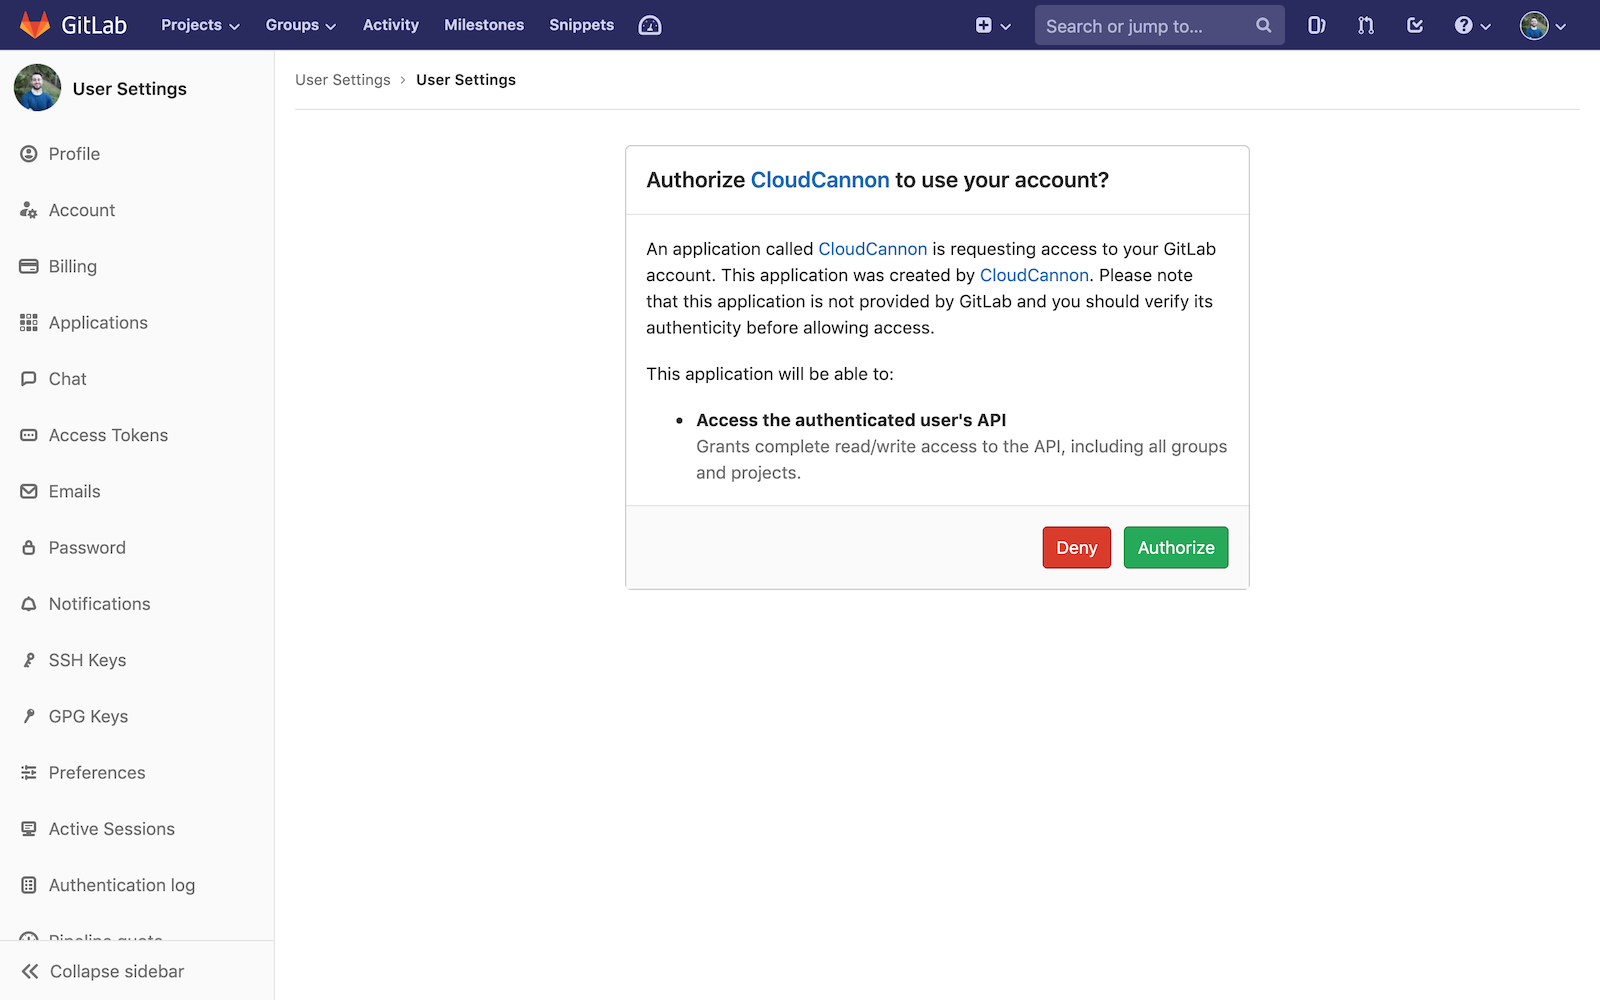 GitLab
Projects
Groups
Activity
Milestones
Snippets
Search or jump to...
User Settings
User Settings › User Settings
Profile
Account
Billing
Applications
Chat
Access Tokens
Emails
Password
Notifications
SSH Keys
GPG Keys
Preferences
Active Sessions
Authentication log
Pipeline quota
Collapse sidebar
Authorize CloudCannon to use your account?
An application called CloudCannon is requesting access to your GitLab
account. This application was created by CloudCannon. Please note
that this application is not provided by GitLab and you should verify its
authenticity before allowing access.
This application will be able to:
• Access the authenticated user's API
Grants complete read/write access to the API, including all groups
and projects.
Deny
Authorize